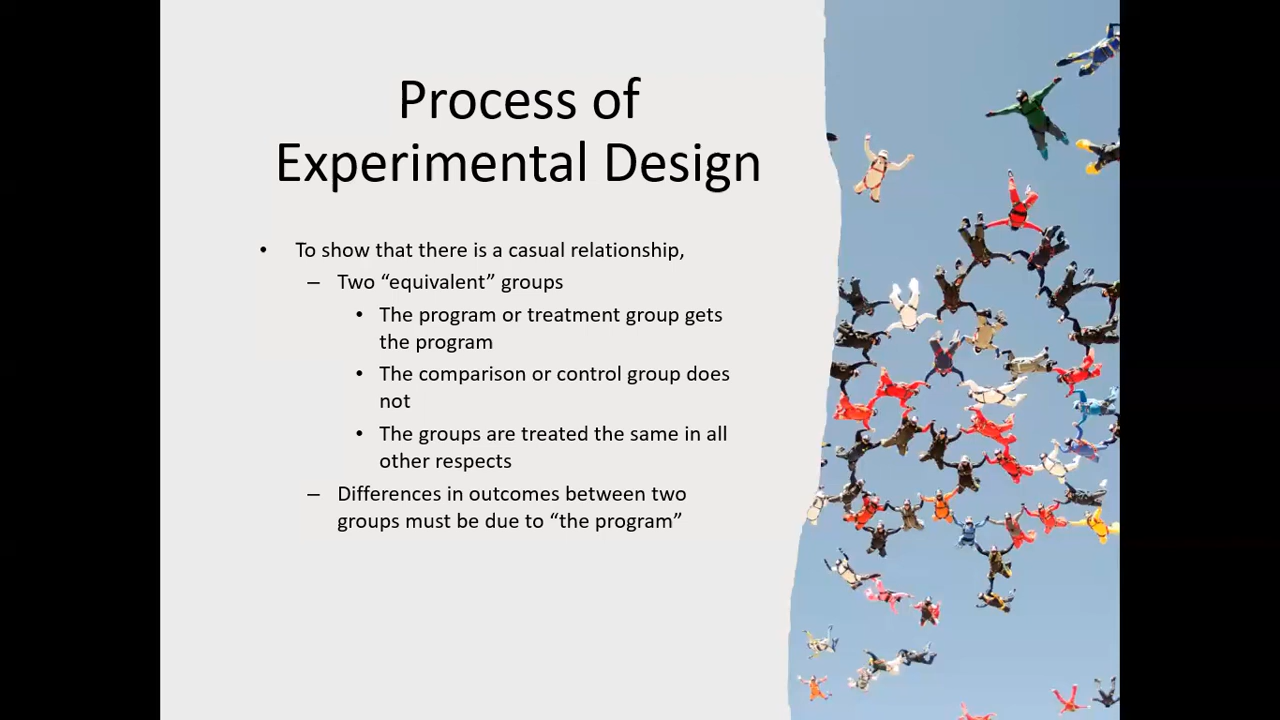 Process of
Experimental Design
• To show that there is a casual relationship,
– Two “equivalent” groups
• The program or treatment group gets
the program
• The comparison or control group does
not
• The groups are treated the same in all
other respects
– Differences in outcomes between two
groups must be due to “the program”